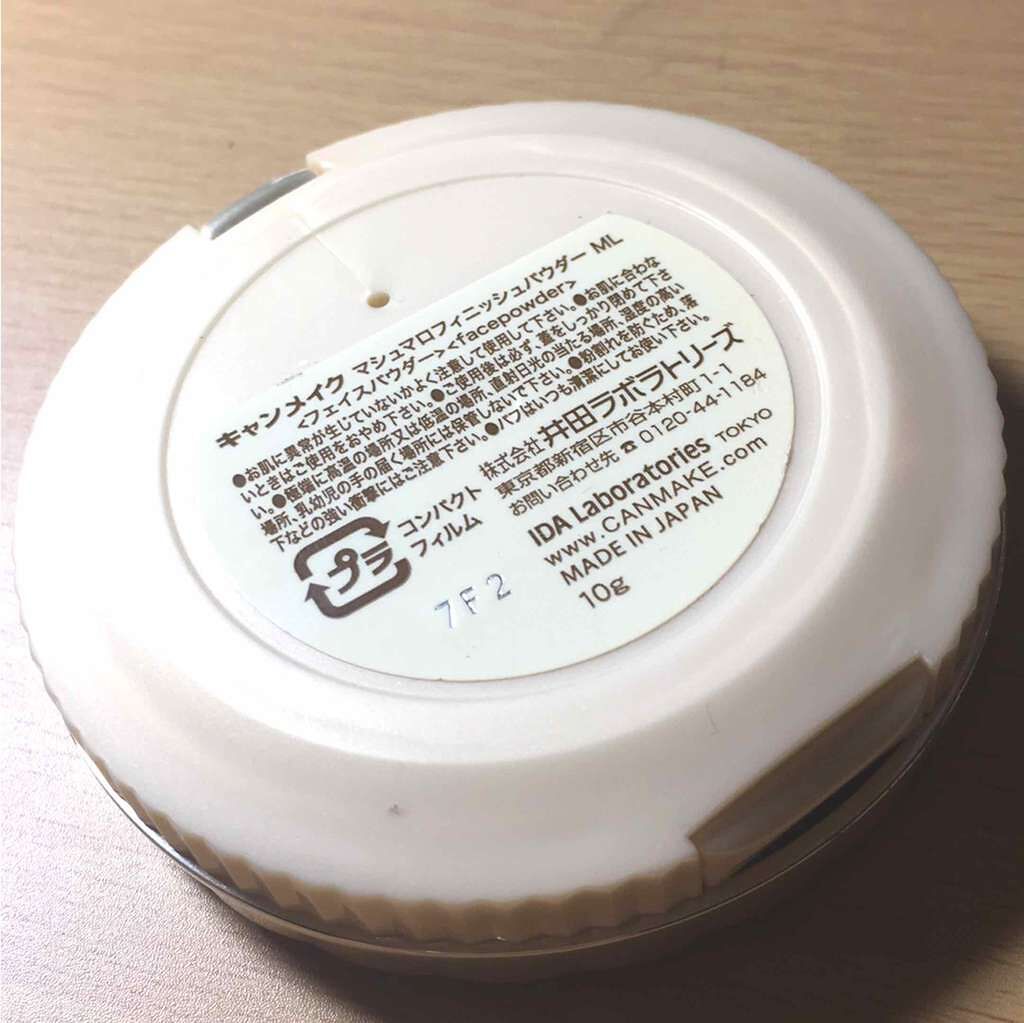 キャンメイク マシュマロフィニッシュパウダー ML
<フェイスパウダー><facepowder>
●お肌に異常が生じていないかよく注意して使用して下さい。●お肌に合わな
いときはご使用をおやめ下さい。●ご使用後は必ず、蓋をしっかり閉めて下さ
い。●極端に高温の場所又は低温の場所、直射日光の当たる場所、湿度の高い
場所、乳幼児の手の届く場所には保管しないで下さい。●粉割れを防ぐため、落
下などの強い衝撃にはご注意下さい。●パフはいつも清潔にしてお使い下さい。
プラ
コンパクト
フィルム
株式会社 井田ラボラトリーズ
東京都新宿区市谷本村町1-1
お問い合わせ先 ☎0120-44-1184
IDA Laboratories TOKYO
www.CANMAKE.com
MADE IN JAPAN
10g
7F2